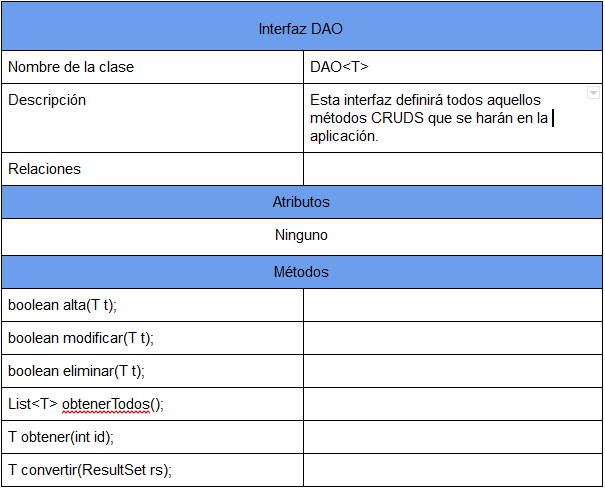 Interfaz DAO
Nombre de la clase
DAO<T>
Descripción
Esta interfaz definirá todos aquellos
métodos CRUDS que se harán en la
aplicación.
Relaciones
Atributos
Ninguno
Métodos
boolean alta(T t);
boolean modificar(T t);
boolean eliminar(T t);
List<T> obtenerTodos();
T obtener(int id);
T convertir(ResultSet rs);